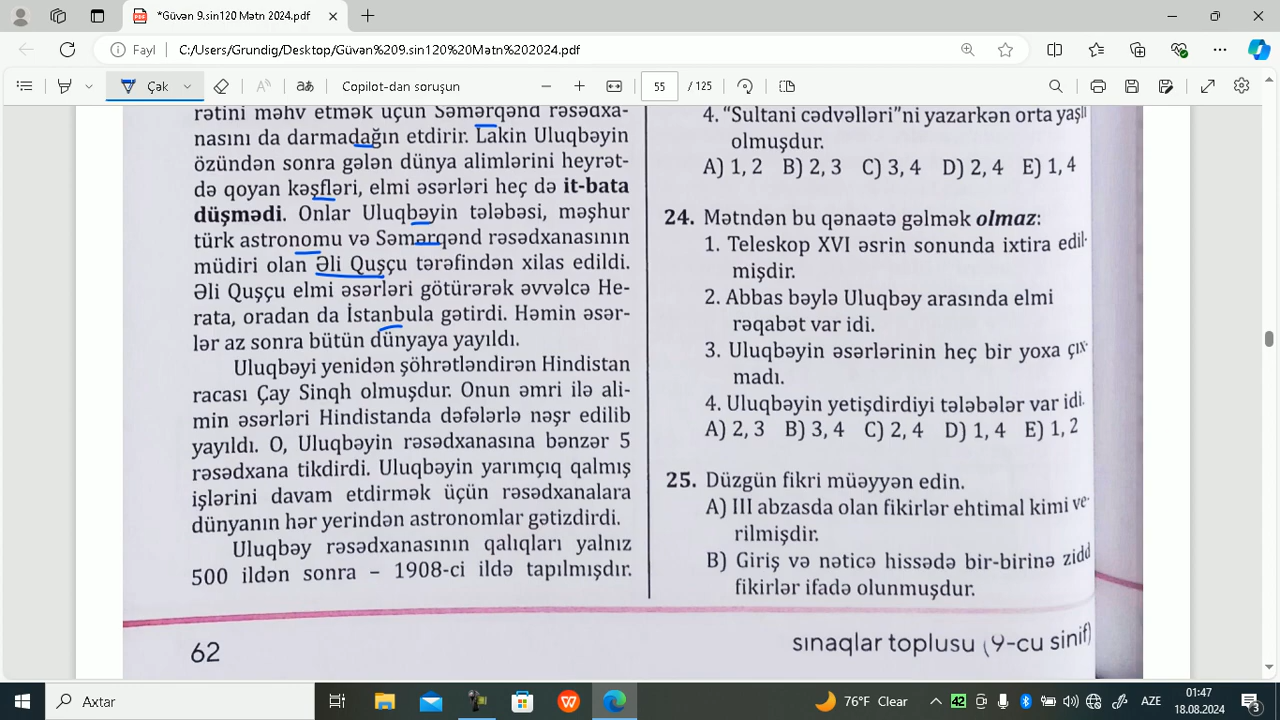 *Güvən 9.sin120 Mətn 2024.pdf
Fayl
C:/Users/Grundig/Desktop/Güvən%209.sin120%20Mətn%202024.pdf
Çək
aあ
Copilot-dan soruşun
55 / 125
rətini məhv etmək üçün Səmərqənd rəsədxa-
nasını da darmadağın etdirir. Lakin Uluqbəyin
özündən sonra gələn dünya alimlərini heyrət-
də qoyan kəşfləri, elmi əsərləri heç də it-bata
düşmədi. Onlar Uluqbəyin tələbəsi, məşhur
türk astronomu və Səmərqənd rəsədxanasının
müdiri olan Əli Quşçu tərəfindən xilas edildi.
Əli Quşçu elmi əsərləri götürərək əvvəlcə He-
rata, oradan da İstanbula gətirdi. Həmin əsər-
lər az sonra bütün dünyaya yayıldı.
Uluqbəyi yenidən şöhrətləndirən Hindistan
racası Çay Sinqh olmuşdur. Onun əmri ilə ali-
min əsərləri Hindistanda dəfələrlə nəşr edilib
yayıldı. O, Uluqbəyin rəsədxanasına bənzər 5
rəsədxana tikdirdi. Uluqbəyin yarımçıq qalmış
işlərini davam etdirmək üçün rəsədxanalara
dünyanın hər yerindən astronomlar gətizdirdi.
Uluqbəy rəsədxanasının qalıqları yalnız
500 ildən sonra – 1908-ci ildə tapılmışdır.
62
4. “Sultani cədvəlləri”ni yazarkən orta yaşlı
olmuşdur.
A) 1, 2 B) 2, 3 C) 3, 4 D) 2, 4 E) 1, 4
24. Mətndən bu qənaətə gəlmək olmaz:
1. Teleskop XVI əsrin sonunda ixtira edil-
mişdir.
2. Abbas bəylə Uluqbəy arasında elmi
rəqabət var idi.
3. Uluqbəyin əsərlərinin heç bir yoxa çıx-
madı.
4. Uluqbəyin yetişdirdiyi tələbələr var idi.
A) 2, 3 B) 3, 4 C) 2, 4 D) 1, 4 E) 1, 2
25. Düzgün fikri müəyyən edin.
A) III abzasda olan fikirlər ehtimal kimi ve-
rilmişdir.
B) Giriş və nəticə hissədə bir-birinə zidd
fikirlər ifadə olunmuşdur.
sınaqlar toplusu (9-cu sinif)
Axtar
76°F Clear
42
AZE
01:47
18.08.2024
3